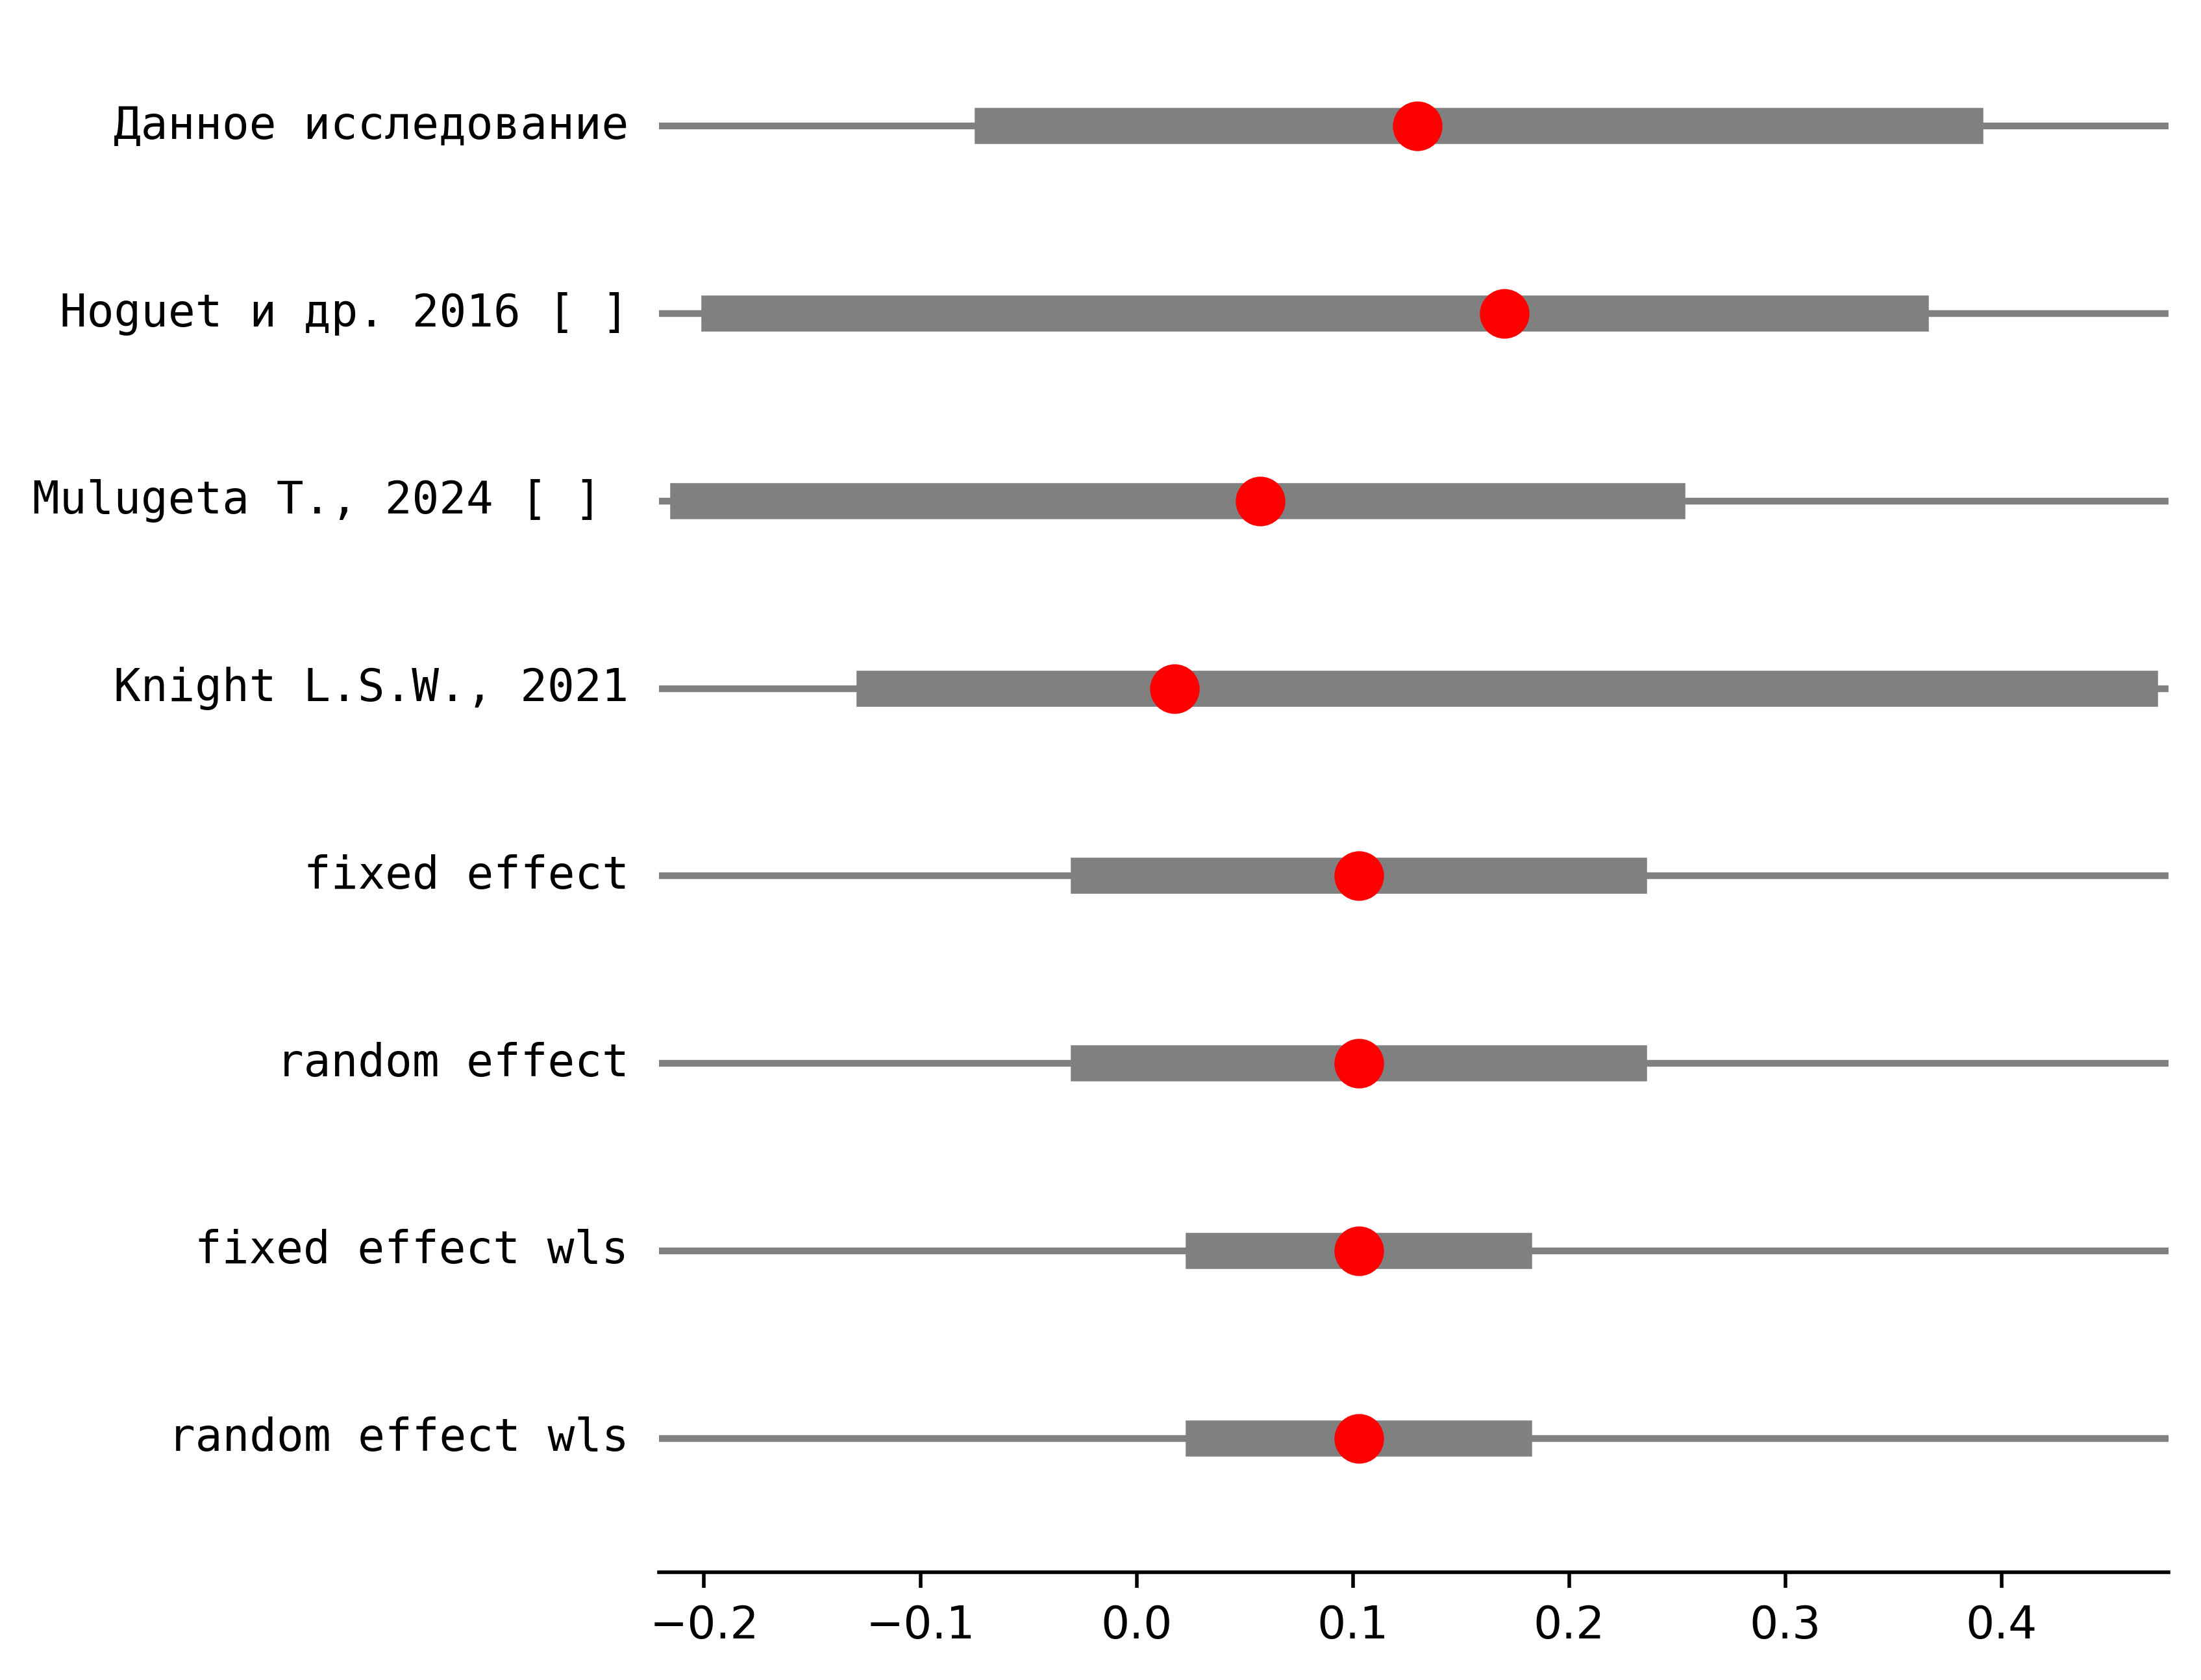 Данное исследование
Hoguet и др. 2016 [ ]
Mulugeta T., 2024 [ ]
Knight L.S.W., 2021
fixed effect
random effect
fixed effect wls
random effect wls
−0.2 −0.1 0.0 0.1 0.2 0.3 0.4